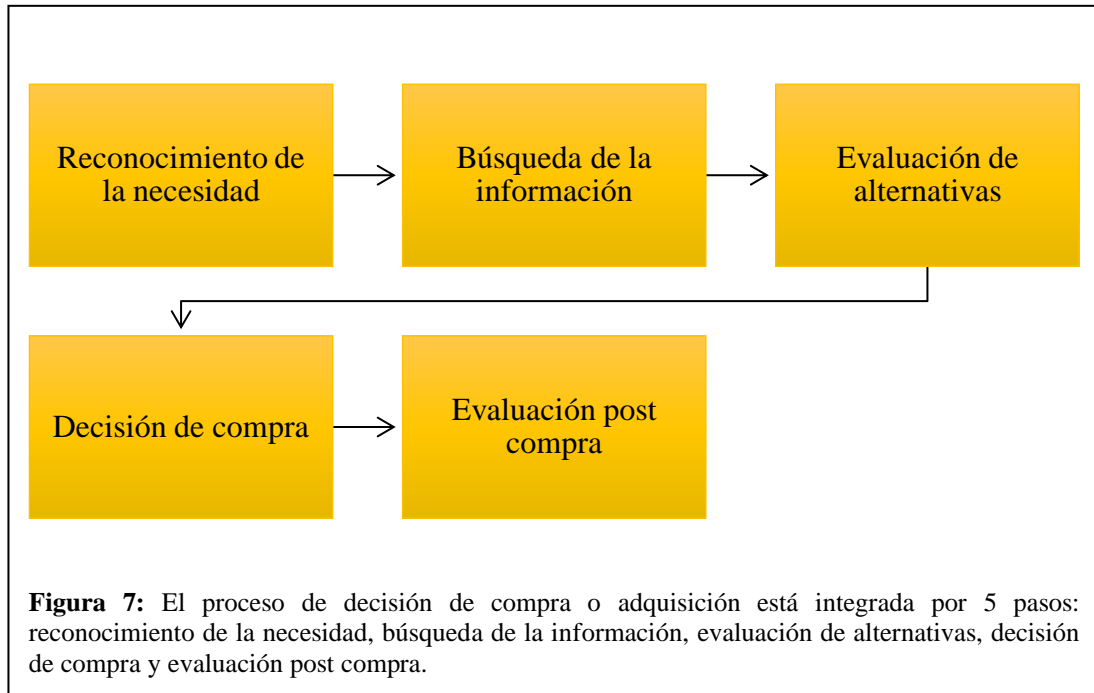 Reconocimiento de
la necesidad
Búsqueda de la
información
Evaluación de
alternativas
Decisión de compra
Evaluación post
compra
Figura 7: El proceso de decisión de compra o adquisición está integrada por 5 pasos:
reconocimiento de la necesidad, búsqueda de la información, evaluación de alternativas, decisión
de compra y evaluación post compra.